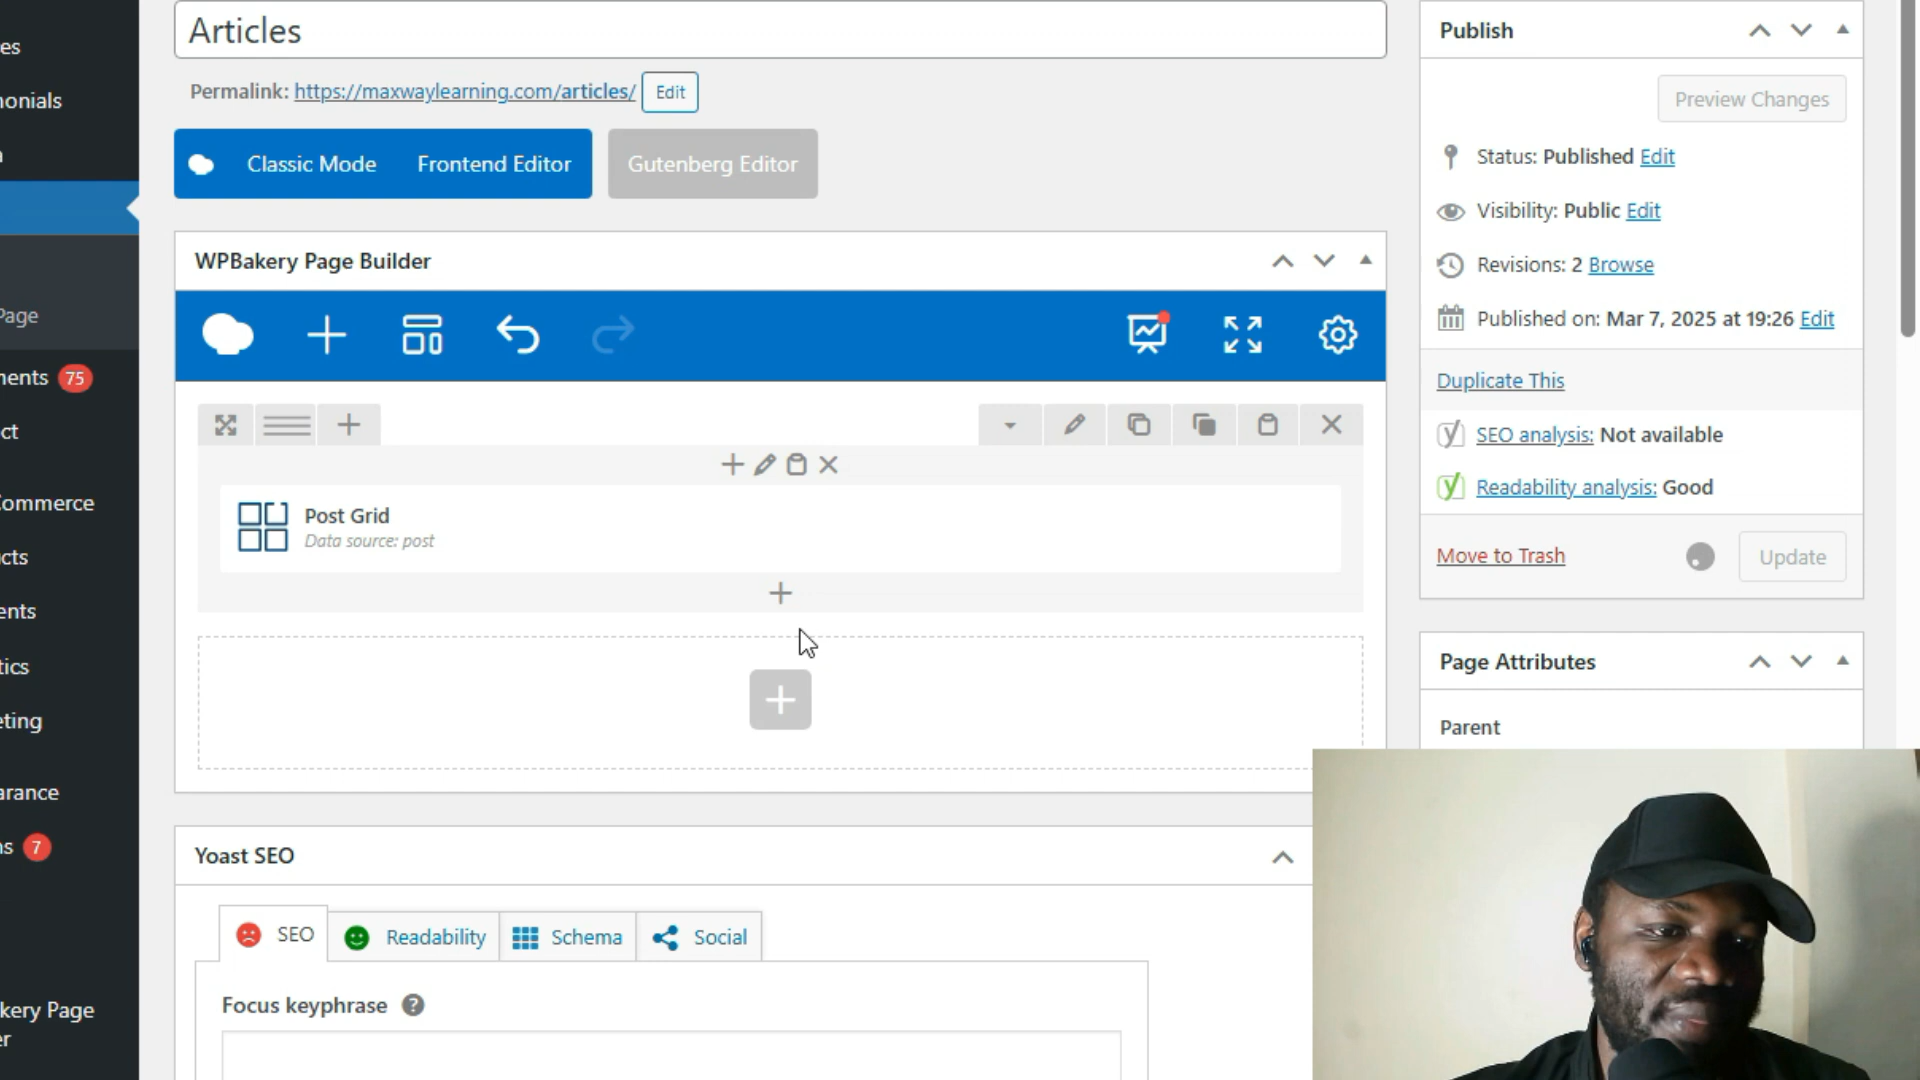 Articles
Permalink: https://maxwaylearning.com/articles/ Edit
Classic Mode Frontend Editor Gutenberg Editor
WPBakery Page Builder
Post Grid
Data source: post
Yoast SEO
SEO Readability Schema Social
Focus keyphrase ?
Publish
Preview Changes
Status: Published Edit
Visibility: Public Edit
Revisions: 2 Browse
Published on: Mar 7, 2025 at 19:26 Edit
Duplicate This
SEO analysis: Not available
Readability analysis: Good
Move to Trash Update
Page Attributes
Parent
es
nonials
Page
nents 75
ct
Commerce
cts
ents
tics
eting
arance
ns 7
kery Page
er